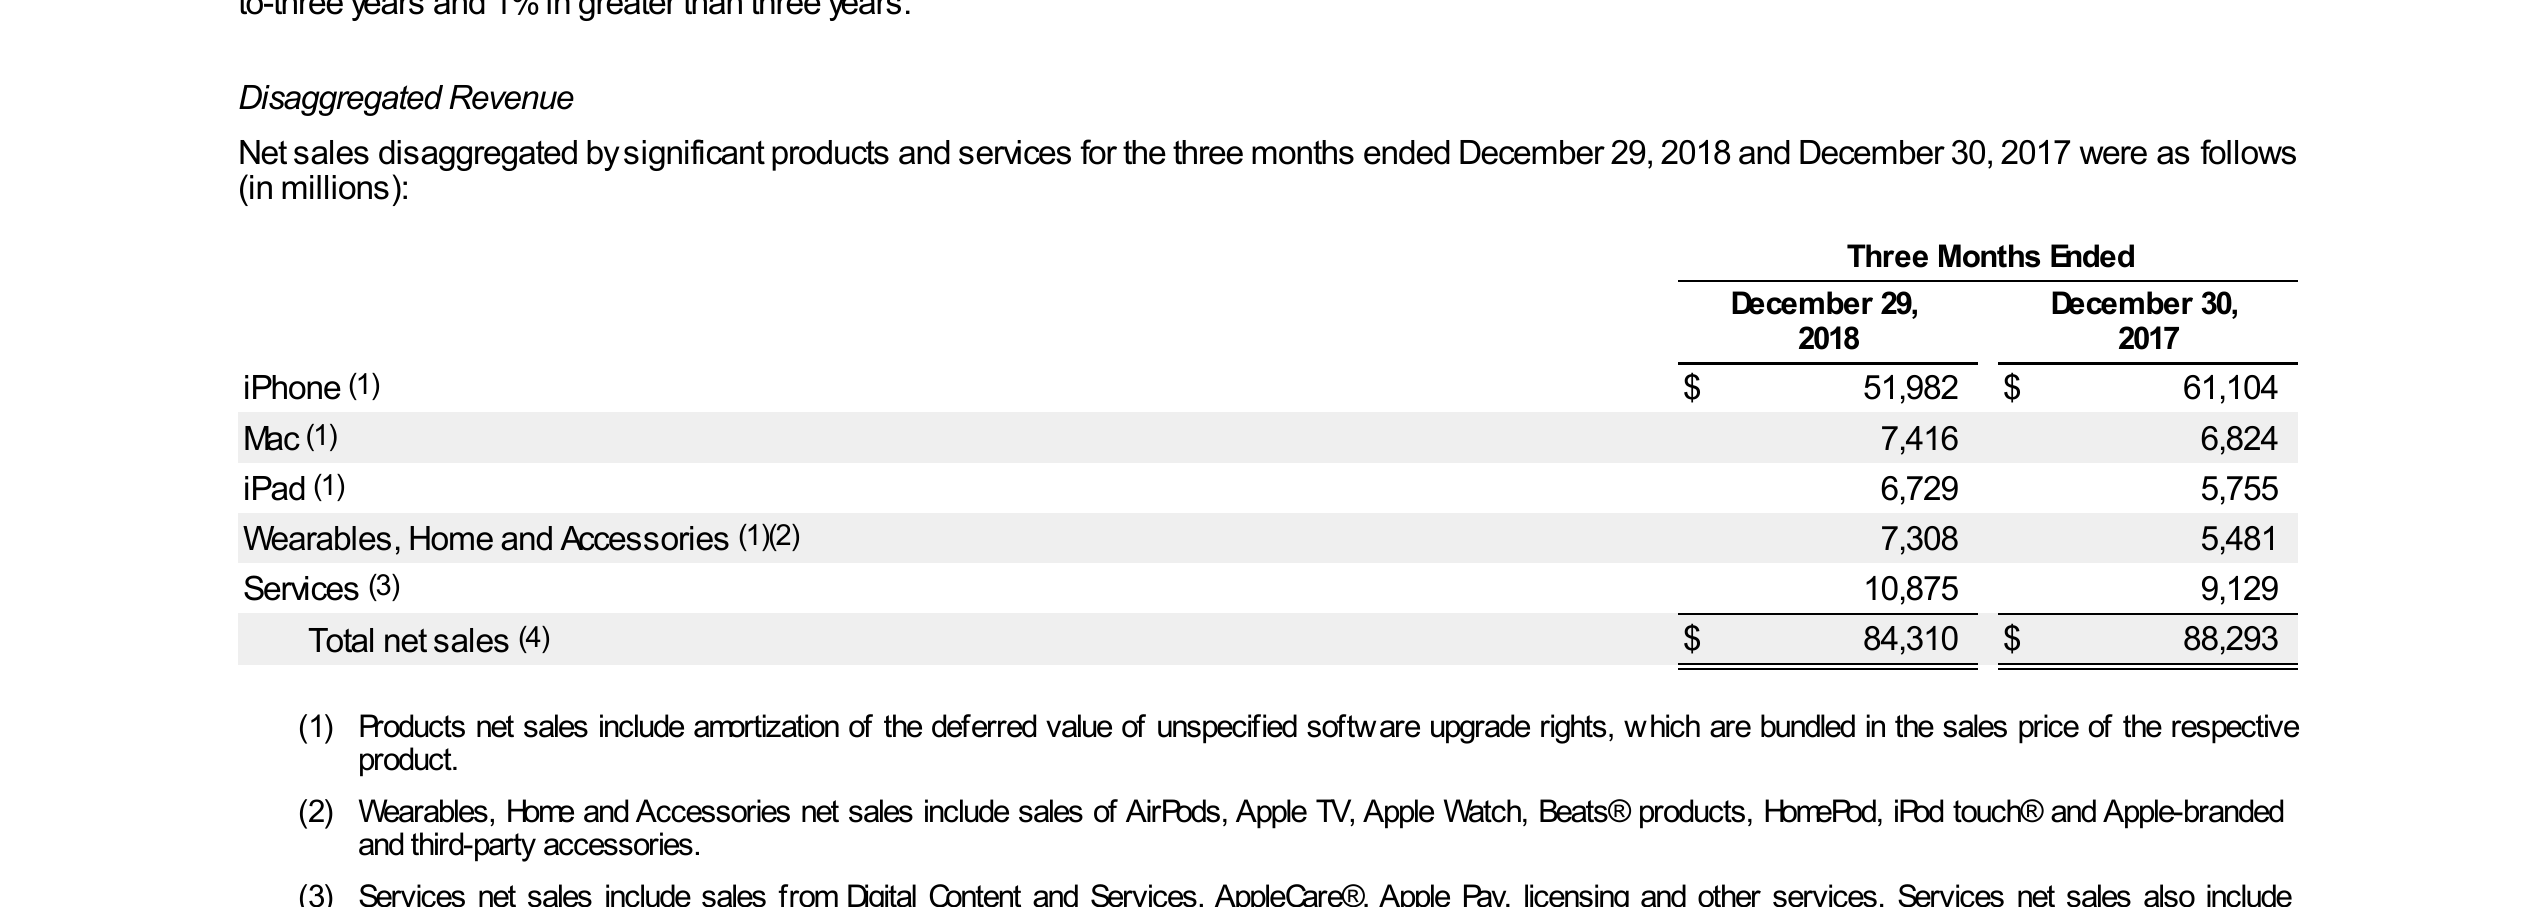 to-three years and 1% in greater than three years.
Disaggregated Revenue
Net sales disaggregated by significant products and services for the three months ended December 29, 2018 and December 30, 2017 were as follows
(in millions):
Three Months Ended
December 29, 2018 December 30, 2017
iPhone (1) $ 51,982 $ 61,104
Mac (1) 7,416 6,824
iPad (1) 6,729 5,755
Wearables, Home and Accessories (1)(2) 7,308 5,481
Services (3) 10,875 9,129
Total net sales (4) $ 84,310 $ 88,293
(1) Products net sales include amortization of the deferred value of unspecified software upgrade rights, which are bundled in the sales price of the respective
product.
(2) Wearables, Home and Accessories net sales include sales of AirPods, Apple TV, Apple Watch, Beats® products, HomePod, iPod touch® and Apple-branded
and third-party accessories.
(3) Services net sales include sales from Digital Content and Services, AppleCare®, Apple Pay, licensing and other services. Services net sales also include